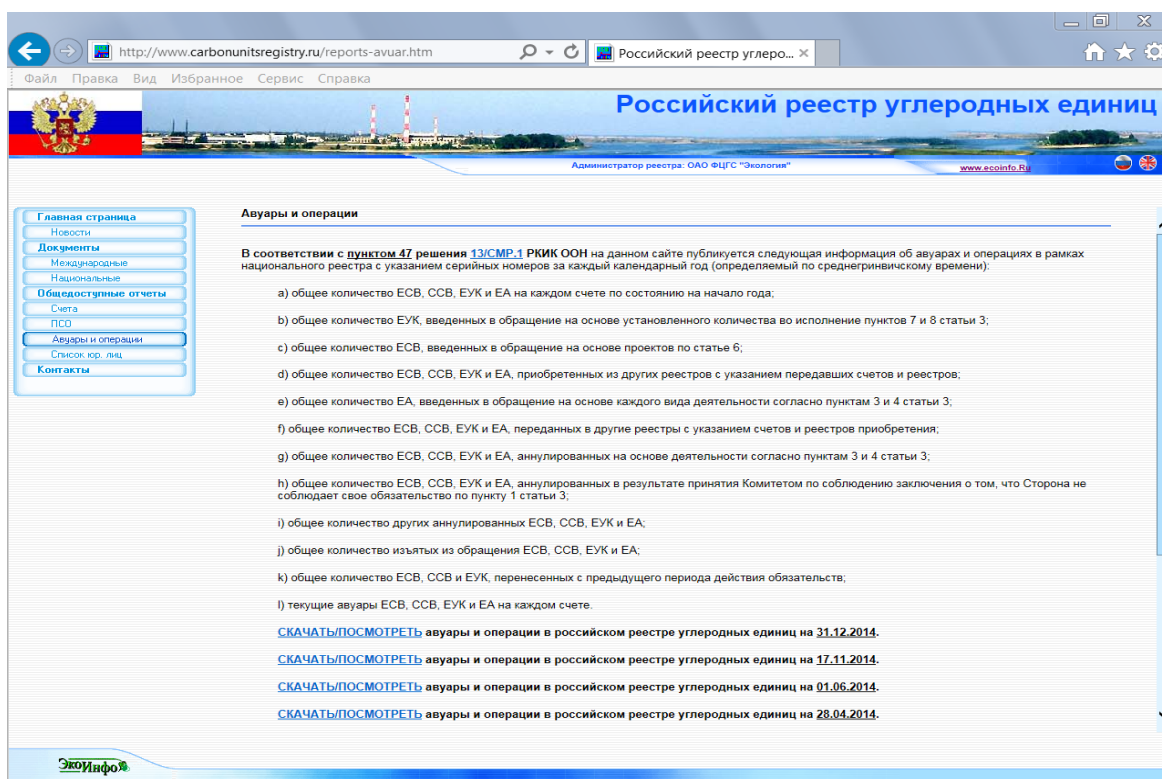 http://www.carbonunitsregistry.ru/reports-avuar.htm
Российский реестр углеро...
Файл Правка Вид Избранное Сервис Справка
Российский реестр углеродных единиц
Администратор реестра: ОАО ФЦГС "Экология"
www.ecoinfo.Ru
Главная страница
Новости
Документы
Международные
Национальные
Общедоступные отчеты
Счета
ПСО
Авуары и операции
Список юр. лиц
Контакты
Авуары и операции
В соответствии с пунктом 47 решения 13/CMP.1 РКИК ООН на данном сайте публикуется следующая информация об авуарах и операциях в рамках
национального реестра с указанием серийных номеров за каждый календарный год (определяемый по среднегринвичскому времени):
a) общее количество ЕСВ, ССВ, ЕУК и ЕА на каждом счете по состоянию на начало года;
b) общее количество ЕУК, введенных в обращение на основе установленного количества во исполнение пунктов 7 и 8 статьи 3;
c) общее количество ЕСВ, введенных в обращение на основе проектов по статье 6;
d) общее количество ЕСВ, ССВ, ЕУК и ЕА, приобретенных из других реестров с указанием передавших счетов и реестров;
e) общее количество ЕА, введенных в обращение на основе каждого вида деятельности согласно пунктам 3 и 4 статьи 3;
f) общее количество ЕСВ, ССВ, ЕУК и ЕА, переданных в другие реестры с указанием счетов и реестров приобретения;
g) общее количество ЕСВ, ССВ, ЕУК и ЕА, аннулированных на основе деятельности согласно пунктам 3 и 4 статьи 3;
h) общее количество ЕСВ, ССВ, ЕУК и ЕА, аннулированных в результате принятия Комитетом по соблюдению заключения о том, что Сторона не
соблюдает свое обязательство по пункту 1 статьи 3;
i) общее количество других аннулированных ЕСВ, ССВ, ЕУК и ЕА;
j) общее количество изъятых из обращения ЕСВ, ССВ, ЕУК и ЕА;
k) общее количество ЕСВ, ССВ и ЕУК, перенесенных с предыдущего периода действия обязательств;
l) текущие авуары ЕСВ, ССВ, ЕУК и ЕА на каждом счете.
СКАЧАТЬ/ПОСМОТРЕТЬ авуары и операции в российском реестре углеродных единиц на 31.12.2014.
СКАЧАТЬ/ПОСМОТРЕТЬ авуары и операции в российском реестре углеродных единиц на 17.11.2014.
СКАЧАТЬ/ПОСМОТРЕТЬ авуары и операции в российском реестре углеродных единиц на 01.06.2014.
СКАЧАТЬ/ПОСМОТРЕТЬ авуары и операции в российском реестре углеродных единиц на 28.04.2014.
ЭкоИнфо